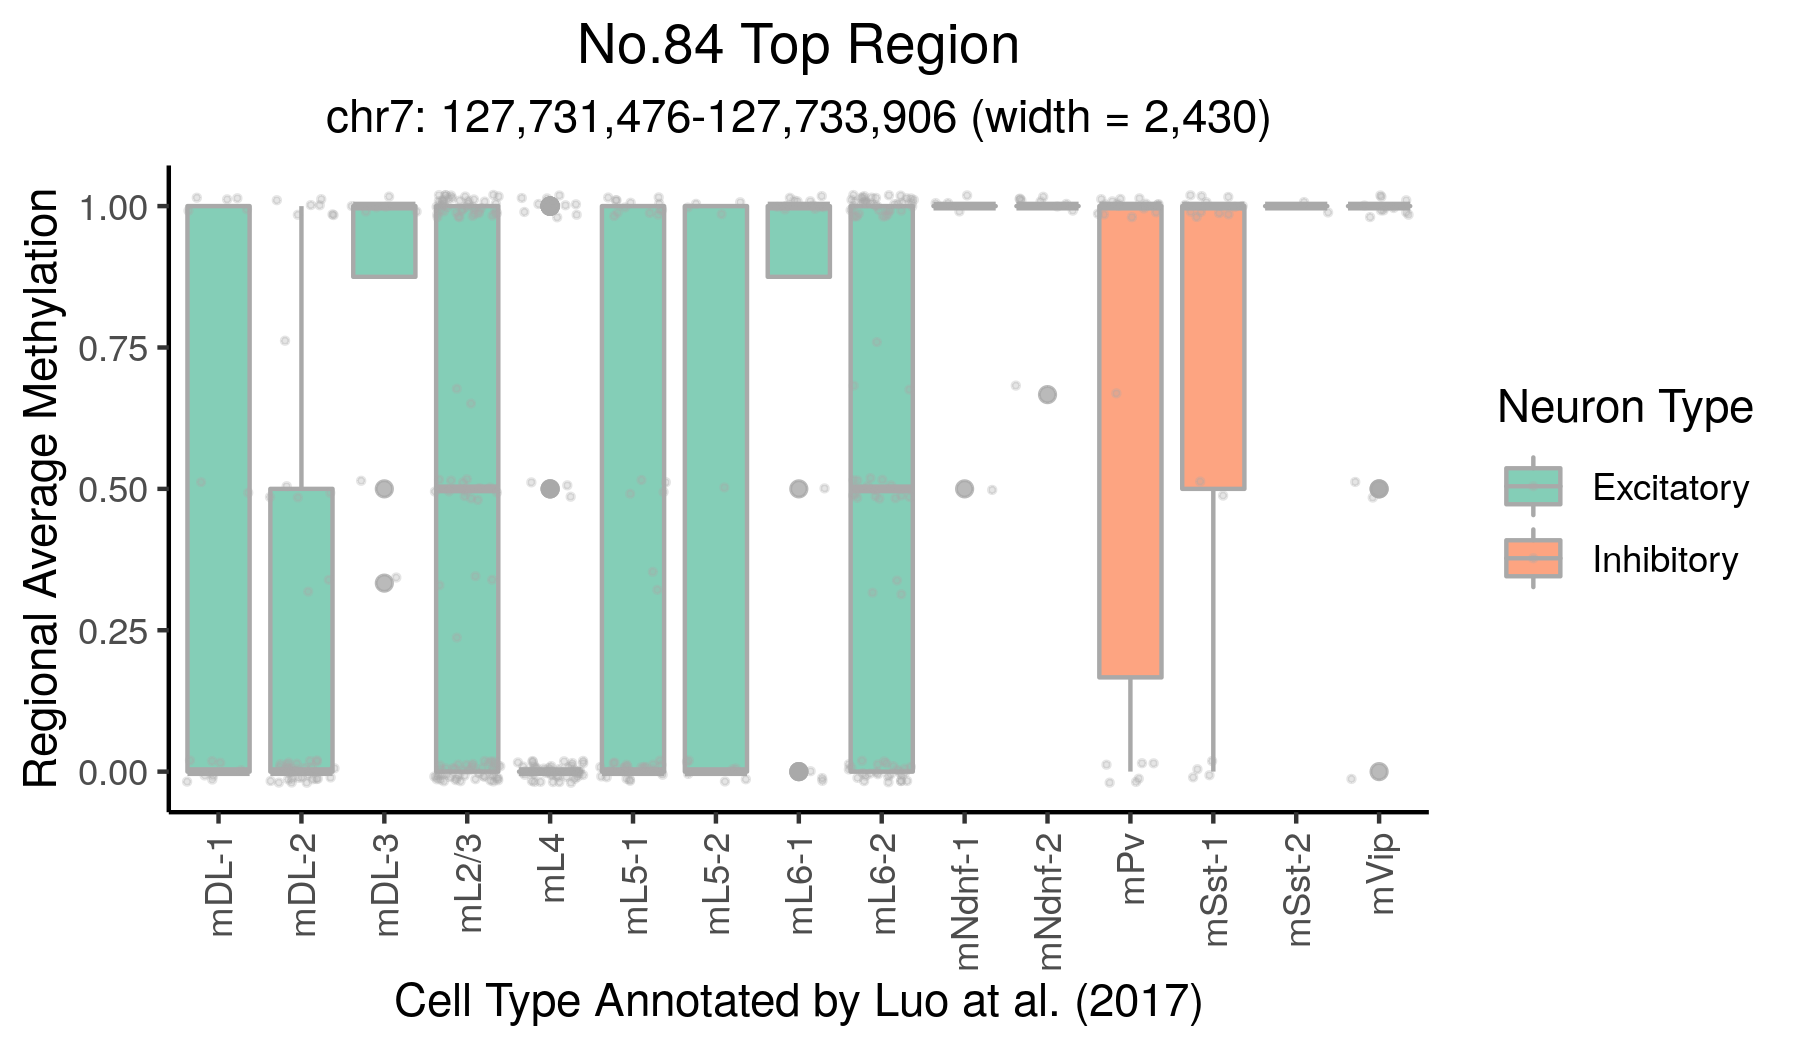 No.84 Top Region
chr7: 127,731,476-127,733,906 (width = 2,430)
Regional Average Methylation
1.00
0.75
0.50
0.25
0.00
mDL-1
mDL-2
mDL-3
mL2/3
mL4
mL5-1
mL5-2
mL6-1
mL6-2
mNdnf-1
mNdnf-2
mPv
mSst-1
mSst-2
mVip
Cell Type Annotated by Luo at al. (2017)
Neuron Type
Excitatory
Inhibitory